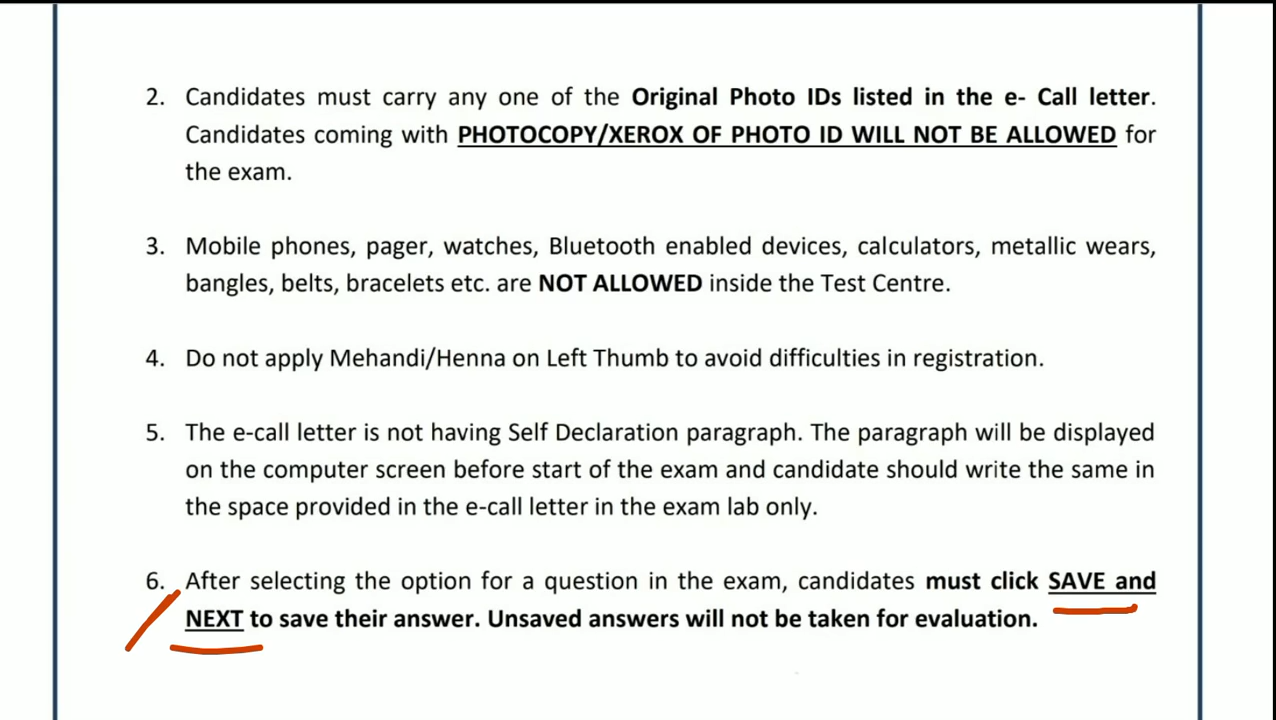 2. Candidates must carry any one of the Original Photo IDs listed in the e- Call letter.
Candidates coming with PHOTOCOPY/XEROX OF PHOTO ID WILL NOT BE ALLOWED for
the exam.
3. Mobile phones, pager, watches, Bluetooth enabled devices, calculators, metallic wears,
bangles, belts, bracelets etc. are NOT ALLOWED inside the Test Centre.
4. Do not apply Mehandi/Henna on Left Thumb to avoid difficulties in registration.
5. The e-call letter is not having Self Declaration paragraph. The paragraph will be displayed
on the computer screen before start of the exam and candidate should write the same in
the space provided in the e-call letter in the exam lab only.
6. After selecting the option for a question in the exam, candidates must click SAVE and
NEXT to save their answer. Unsaved answers will not be taken for evaluation.